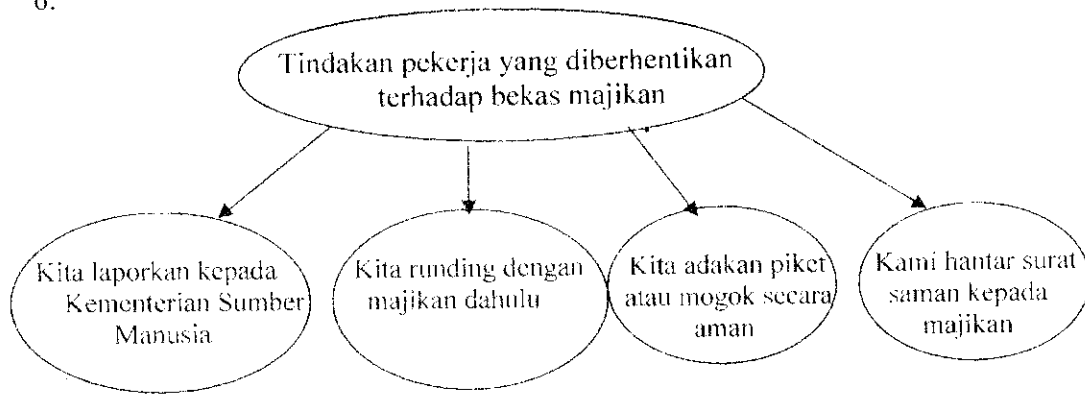 6.
Tindakan pekerja yang diberhentikan
terhadap bekas majikan
Kita laporkan kepada
Kementerian Sumber
Manusia
Kita runding dengan
majikan dahulu
Kita adakan piket
atau mogok secara
aman
Kami hantar surat
saman kepada
majikan